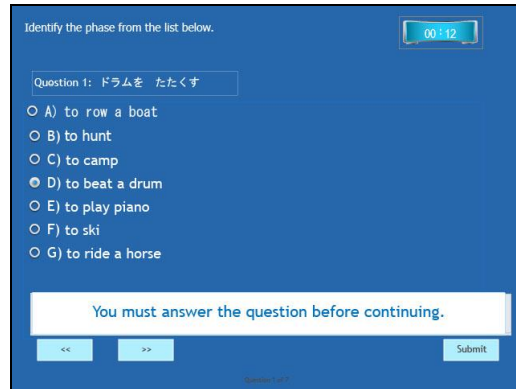 Identify the phase from the list below.
00:12
Question 1: ドラムを たたくす
A) to row a boat
B) to hunt
C) to camp
D) to beat a drum
E) to play piano
F) to ski
G) to ride a horse
You must answer the question before continuing.
<< >> Submit